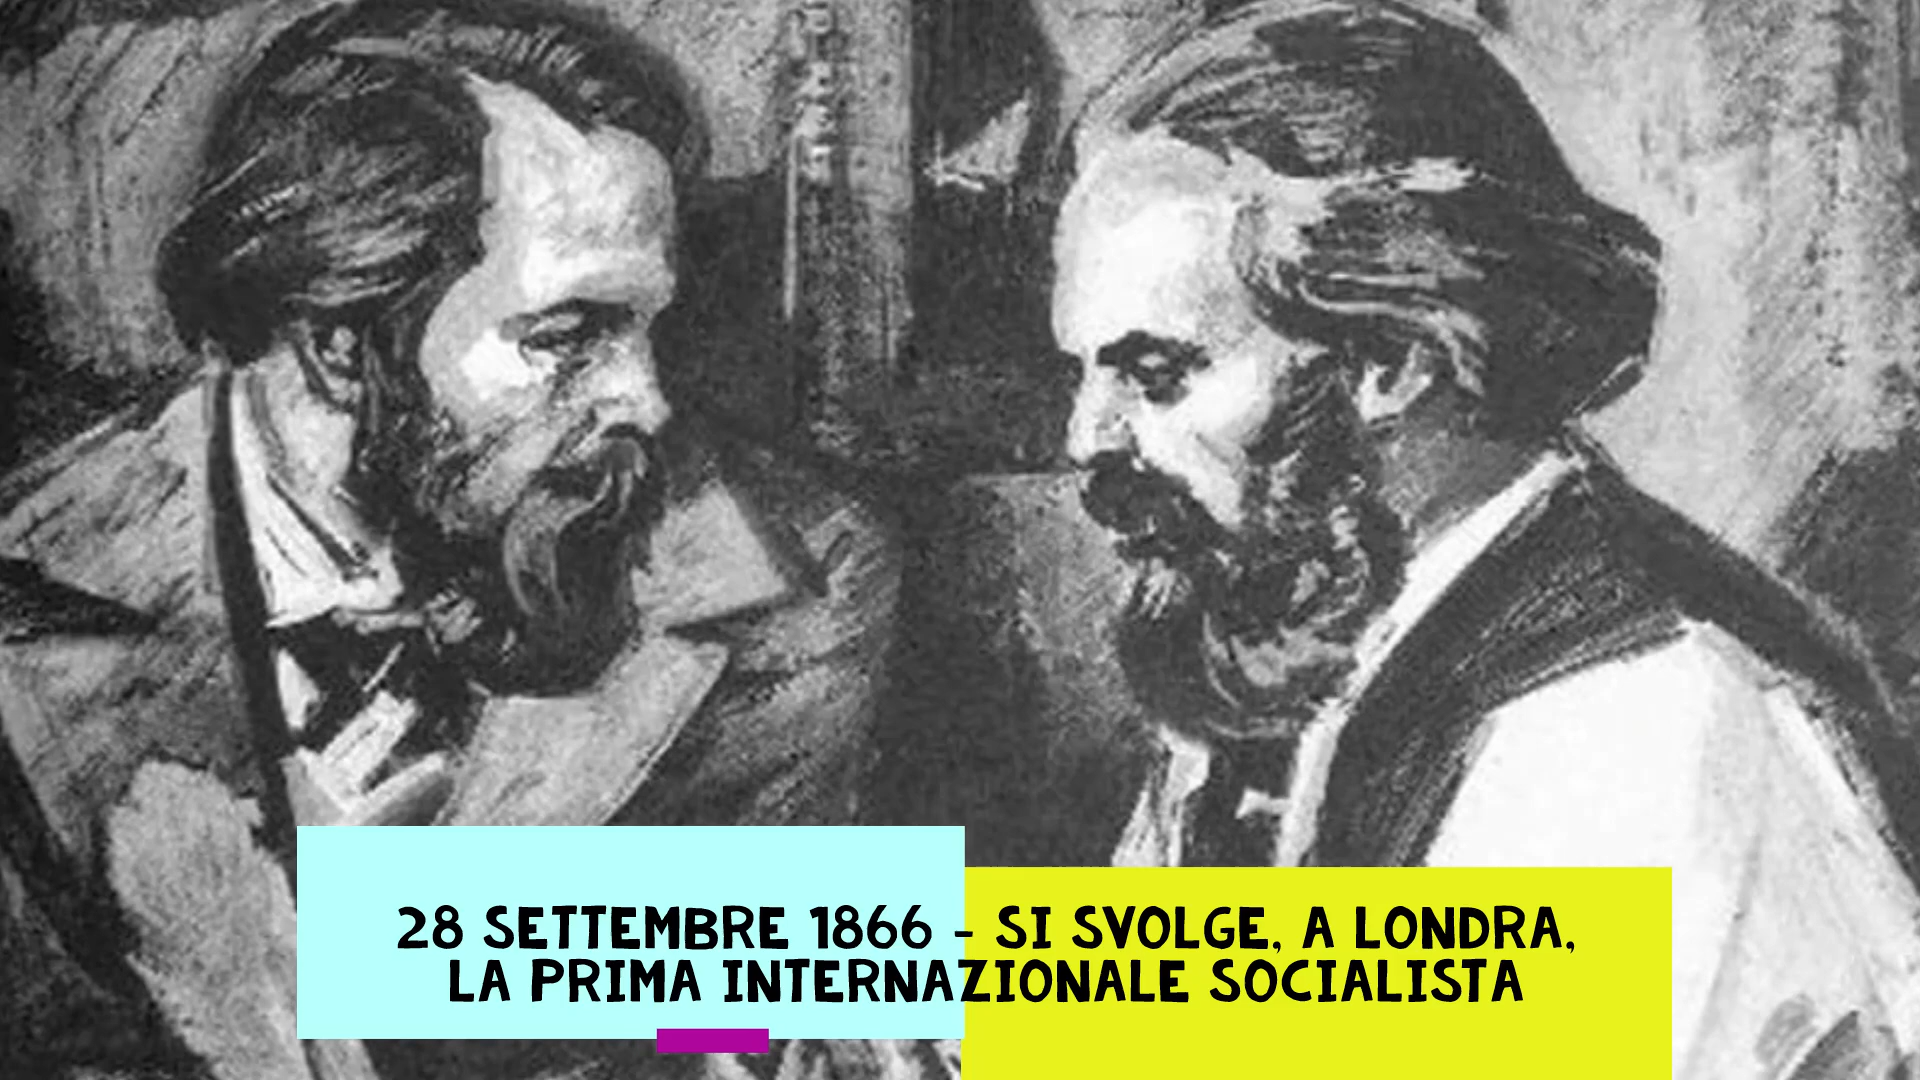 28 SETTEMBRE 1866 - SI SVOLGE, A LONDRA,
LA PRIMA INTERNAZIONALE SOCIALISTA